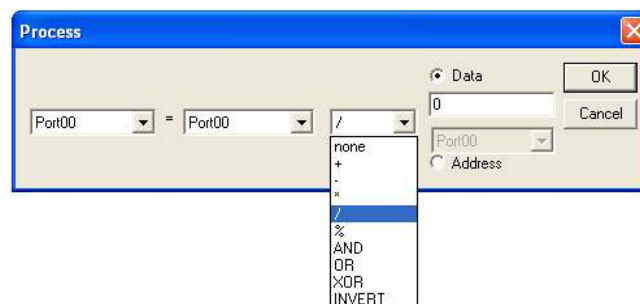 Process
Data
OK
0
Cancel
Port00 = Port00 /
Port00
Address
none
+
-
*
/
%
AND
OR
XOR
INVERT